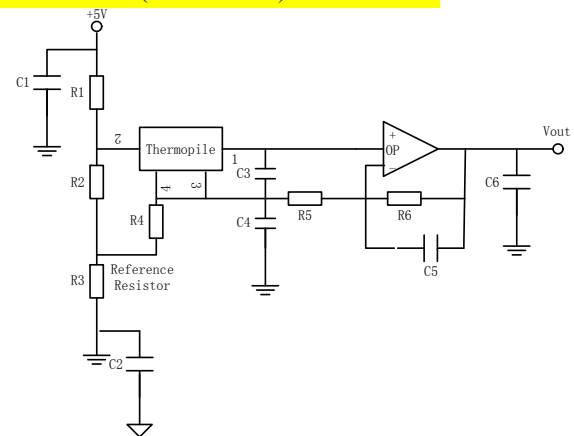 +5V
C1
R1
2
Thermopile
1
+
OP
Vout
R2
C3
4
3
C4
R5
R6
C6
R4
C5
R3
Reference
Resistor
C2